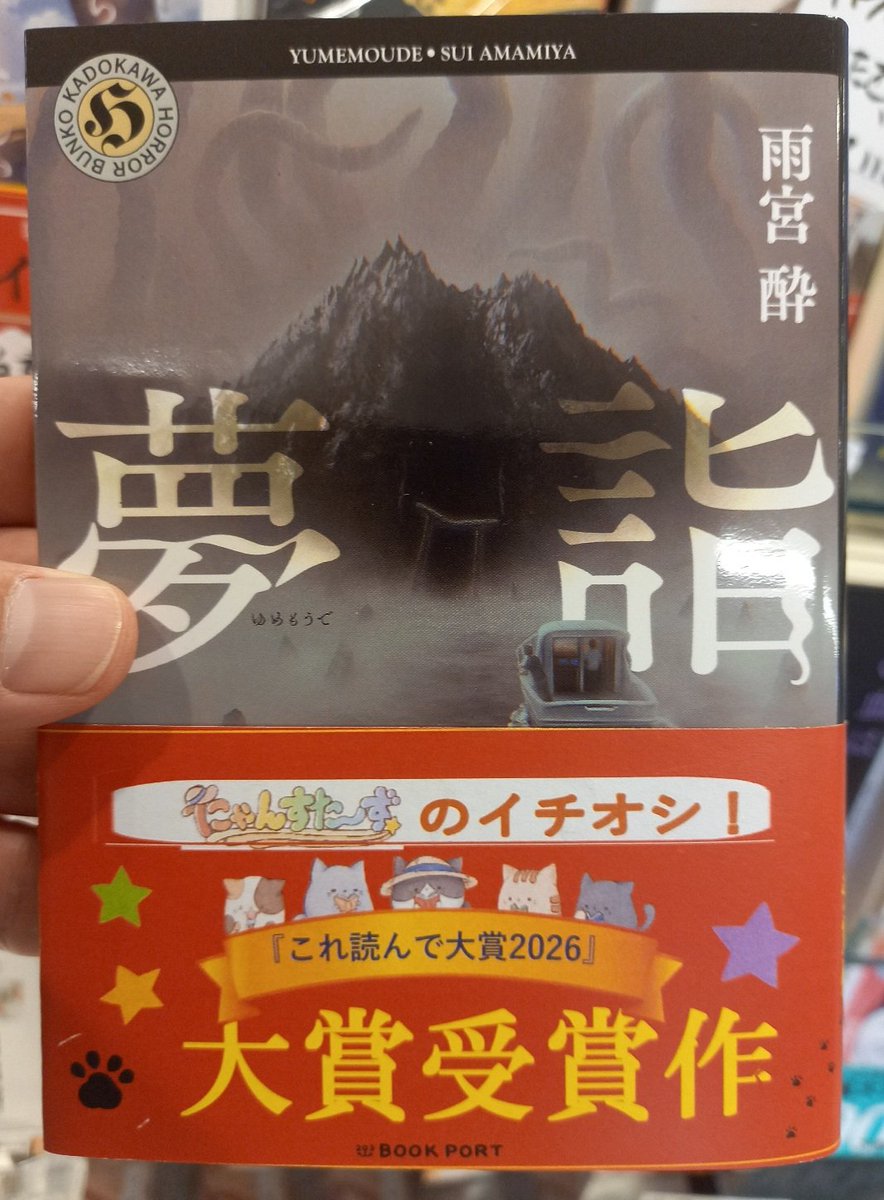 YUMEMOUDE • SUI AMAMIYA
KADOKAWA HORROR BUNKO
H
雨宮 酔
夢詣
ゆめもうで
にゃんすたーず のイチオシ！
『これ読んで大賞2026』
大賞受賞作
BOOK PORT